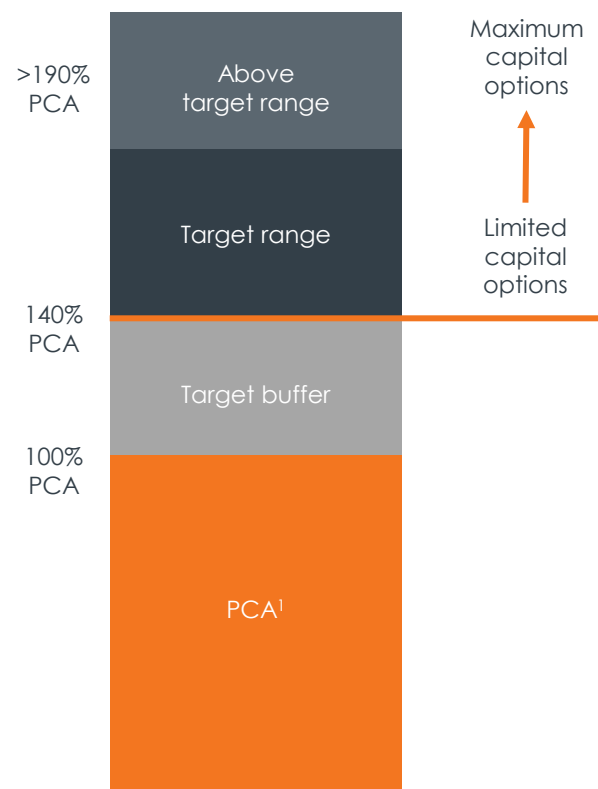 >190%
PCA
Above
target range
Maximum
capital
options
Target range
Limited
capital
options
140%
PCA
Target buffer
100%
PCA
PCA¹